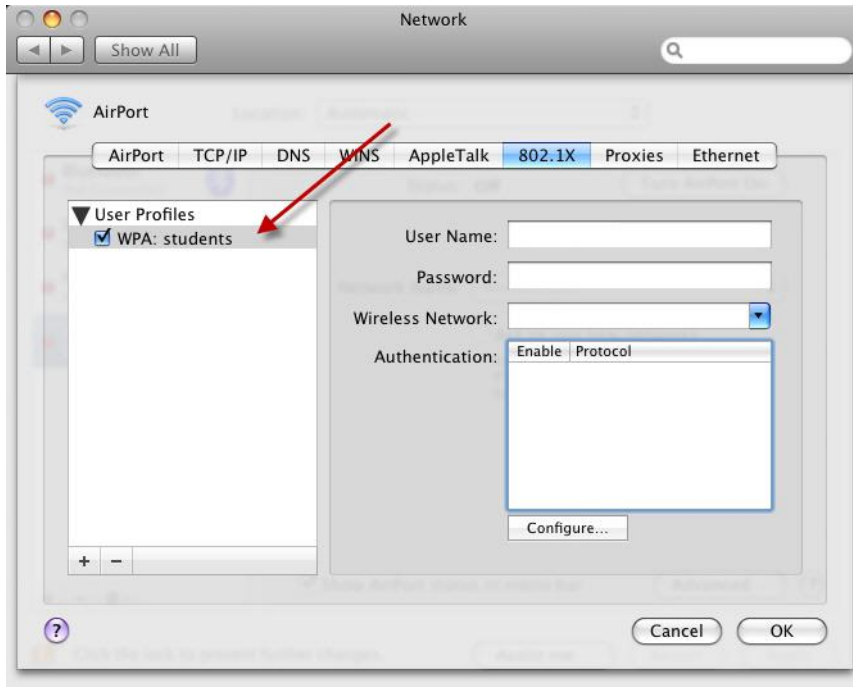 Network
Show All
AirPort
AirPort TCP/IP DNS WINS AppleTalk 802.1X Proxies Ethernet
User Profiles
WPA: students
User Name:
Password:
Wireless Network:
Authentication:
Enable Protocol
Configure...
+ −
?
Cancel OK